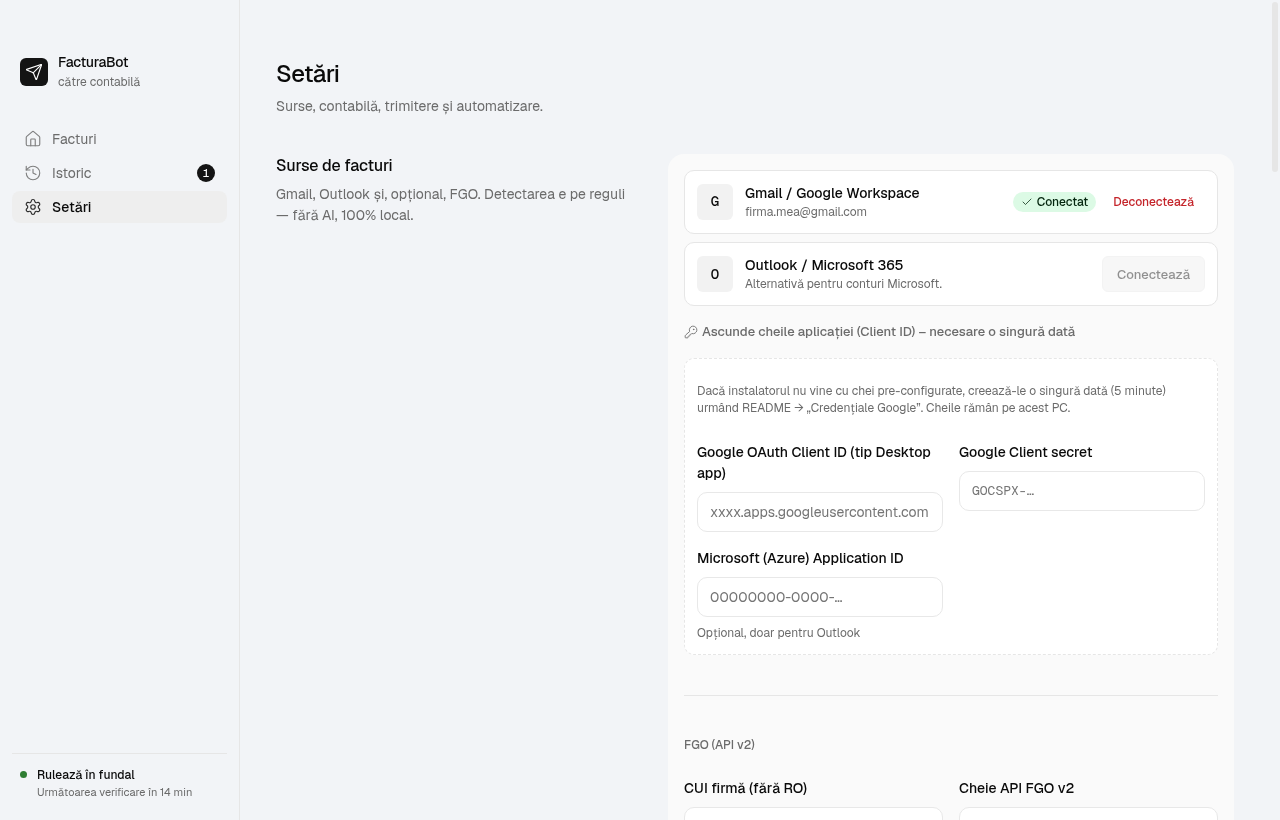 FacturaBot
către contabilă
Facturi
Istoric
1
Setări
Rulează în fundal
Următoarea verificare în 14 min
Setări
Surse, contabilă, trimitere și automatizare.
Surse de facturi
Gmail, Outlook și, opțional, FGO. Detectarea e pe reguli
— fără AI, 100% local.
G
Gmail / Google Workspace
firma.mea@gmail.com
Conectat
Deconectează
O
Outlook / Microsoft 365
Alternativă pentru conturi Microsoft.
Conectează
Ascunde cheile aplicației (Client ID) – necesare o singură dată
Dacă instalatorul nu vine cu chei pre-configurate, creează-le o singură dată (5 minute)
urmând README → „Credențiale Google”. Cheile rămân pe acest PC.
Google OAuth Client ID (tip Desktop
app)
xxxx.apps.googleusercontent.com
Google Client secret
GOCSPX-…
Microsoft (Azure) Application ID
00000000-0000-…
Opțional, doar pentru Outlook
FGO (API v2)
CUI firmă (fără RO)
Cheie API FGO v2